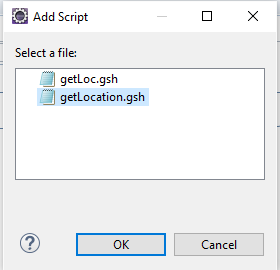 Add Script
Select a file:
getLoc.gsh
getLocation.gsh
?
OK
Cancel